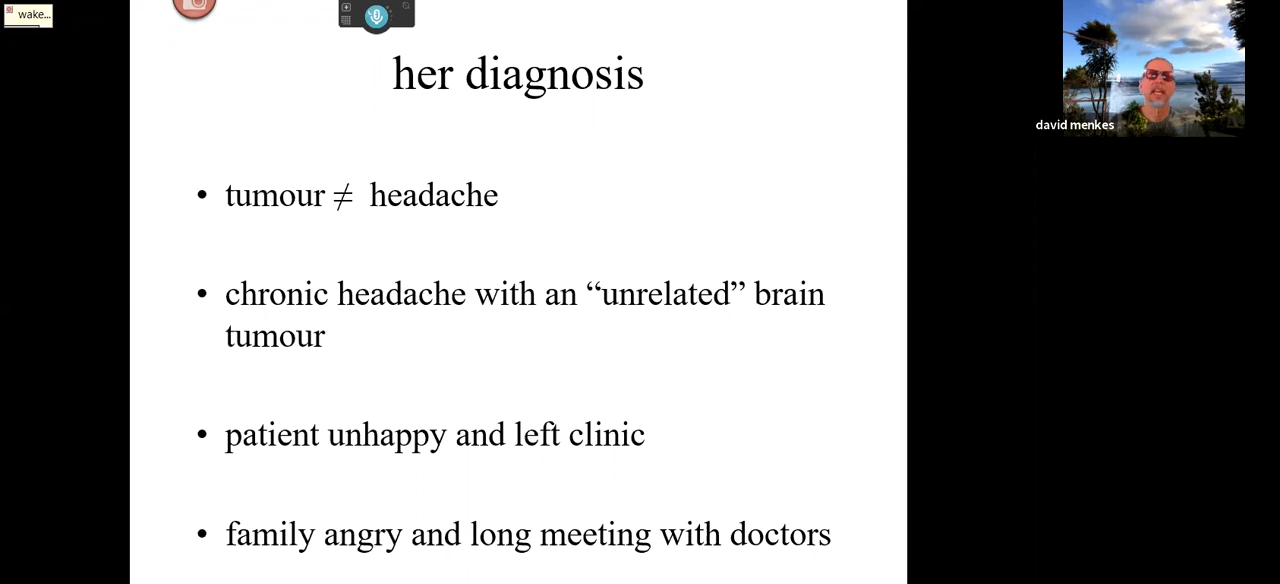 wake...
her diagnosis
david menkes
• tumour ≠ headache
• chronic headache with an “unrelated” brain
tumour
• patient unhappy and left clinic
• family angry and long meeting with doctors